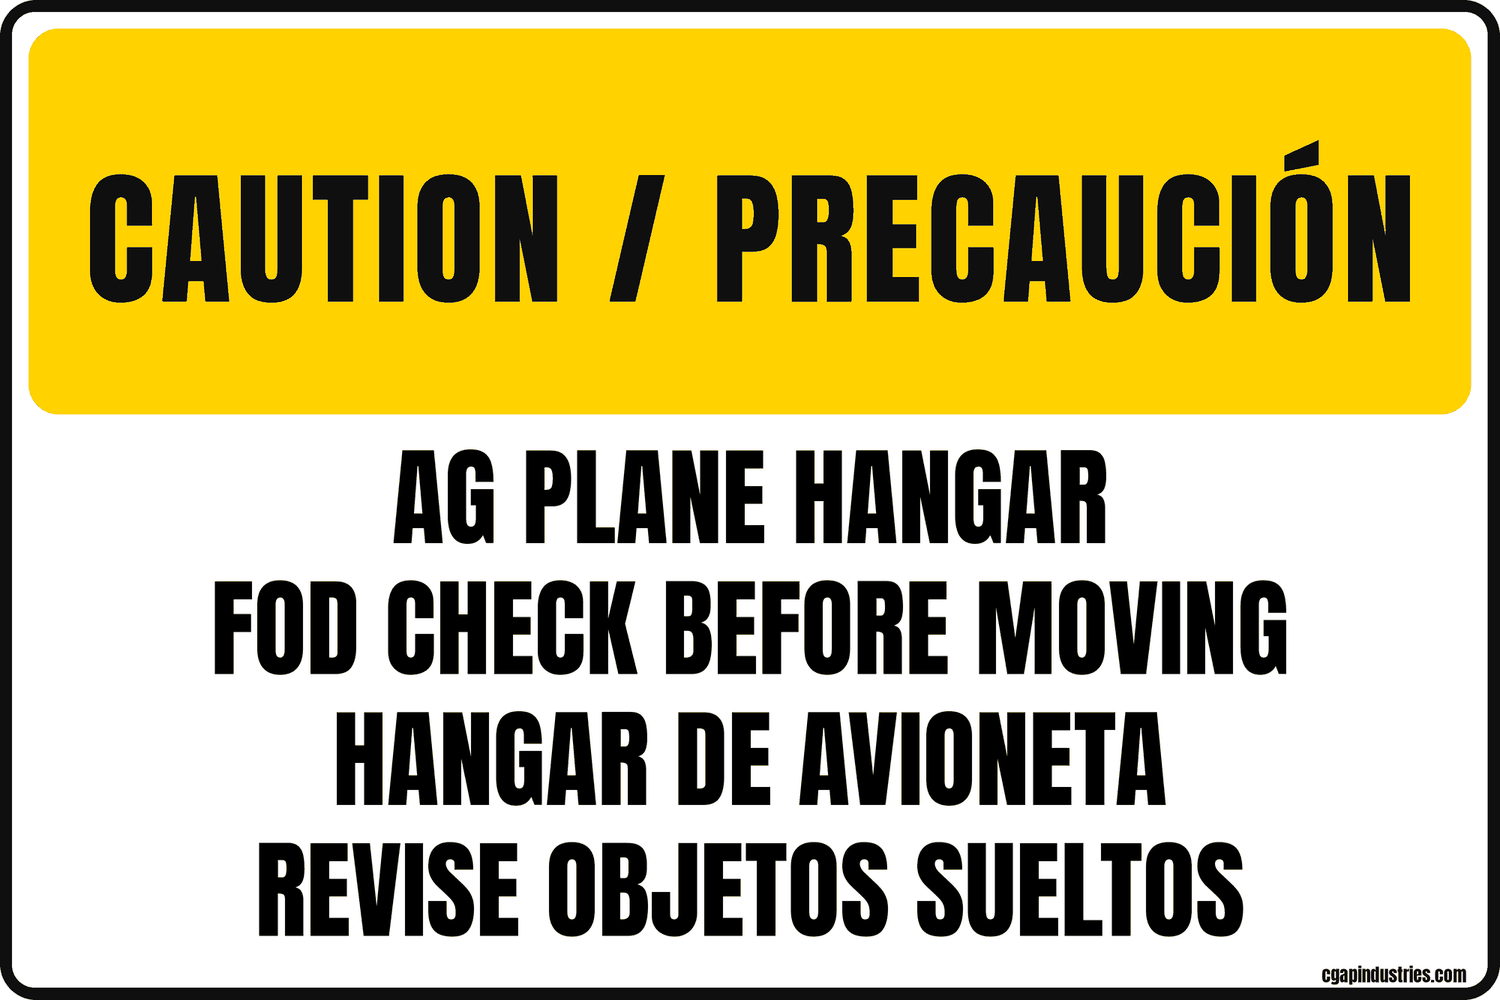 CAUTION / PRECAUCIÓN
AG PLANE HANGAR
FOD CHECK BEFORE MOVING
HANGAR DE AVIONETA
REVISE OBJETOS SUELTOS
cgapindustries.com